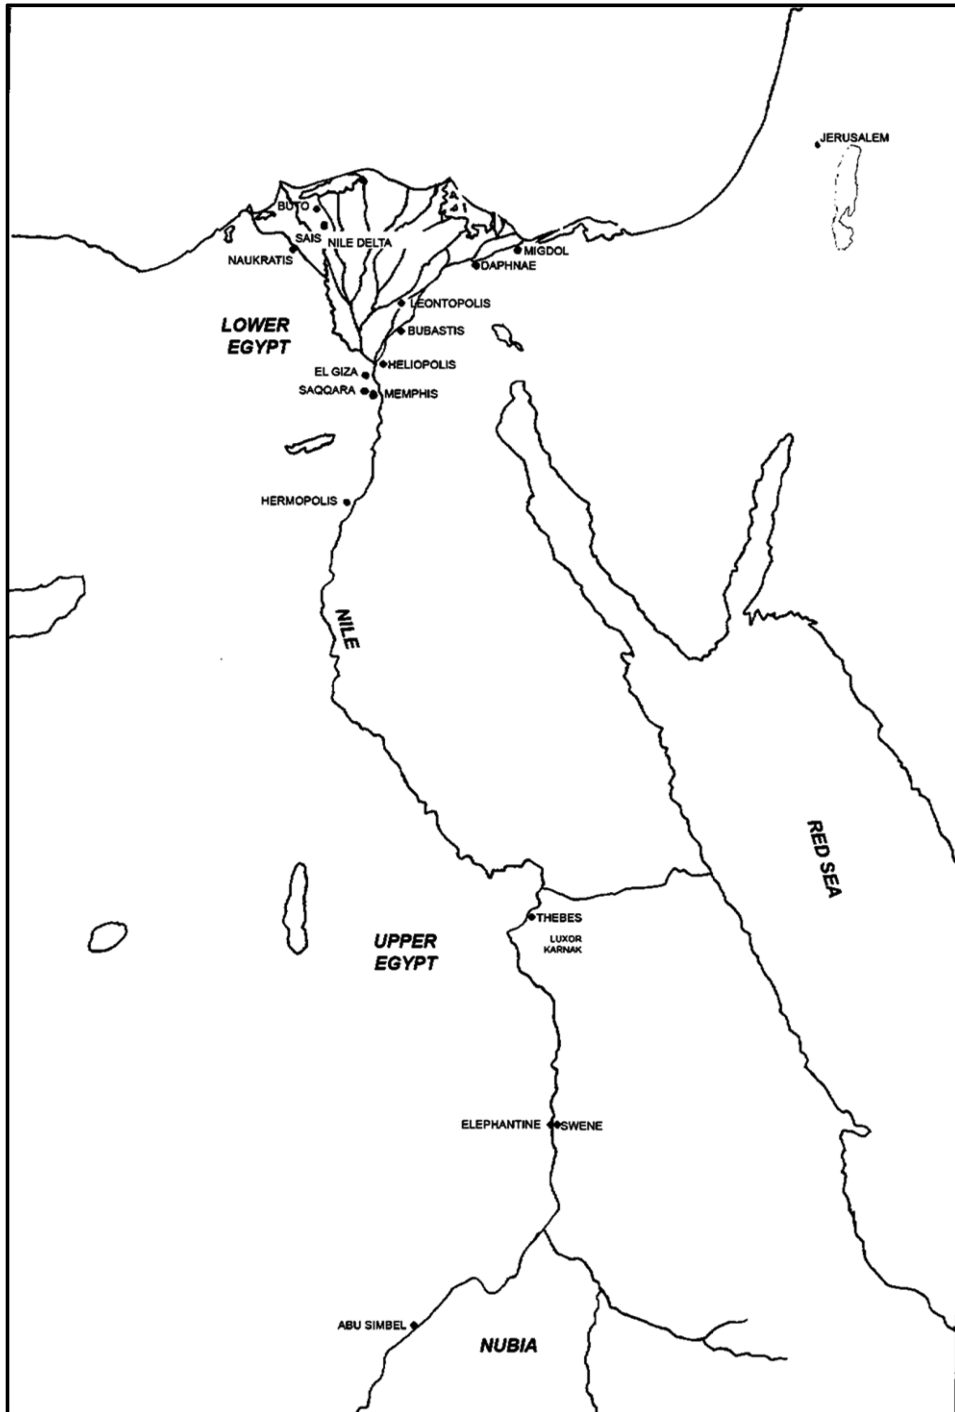 JERUSALEM
BUTO
SAIS
NILE DELTA
NAUKRATIS
MIGDOL
DAPHNAE
LEONTOPOLIS
LOWER
EGYPT
BUBASTIS
HELIOPOLIS
EL GIZA
SAQQARA
MEMPHIS
HERMOPOLIS
NILE
RED SEA
THEBES
LUXOR
KARNAK
UPPER
EGYPT
ELEPHANTINE
SWENE
ABU SIMBEL
NUBIA